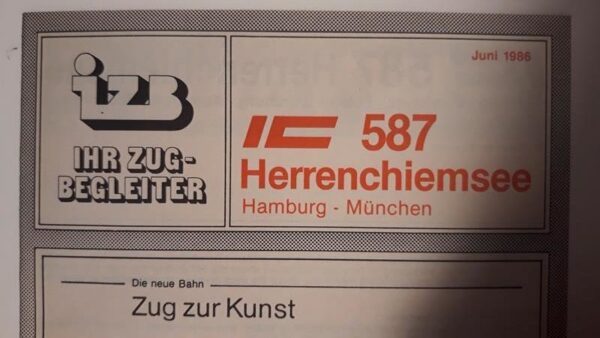 izB
IHR ZUG-
BEGLEITER
Juni 1986
IC 587
Herrenchiemsee
Hamburg - München
Die neue Bahn
Zug zur Kunst